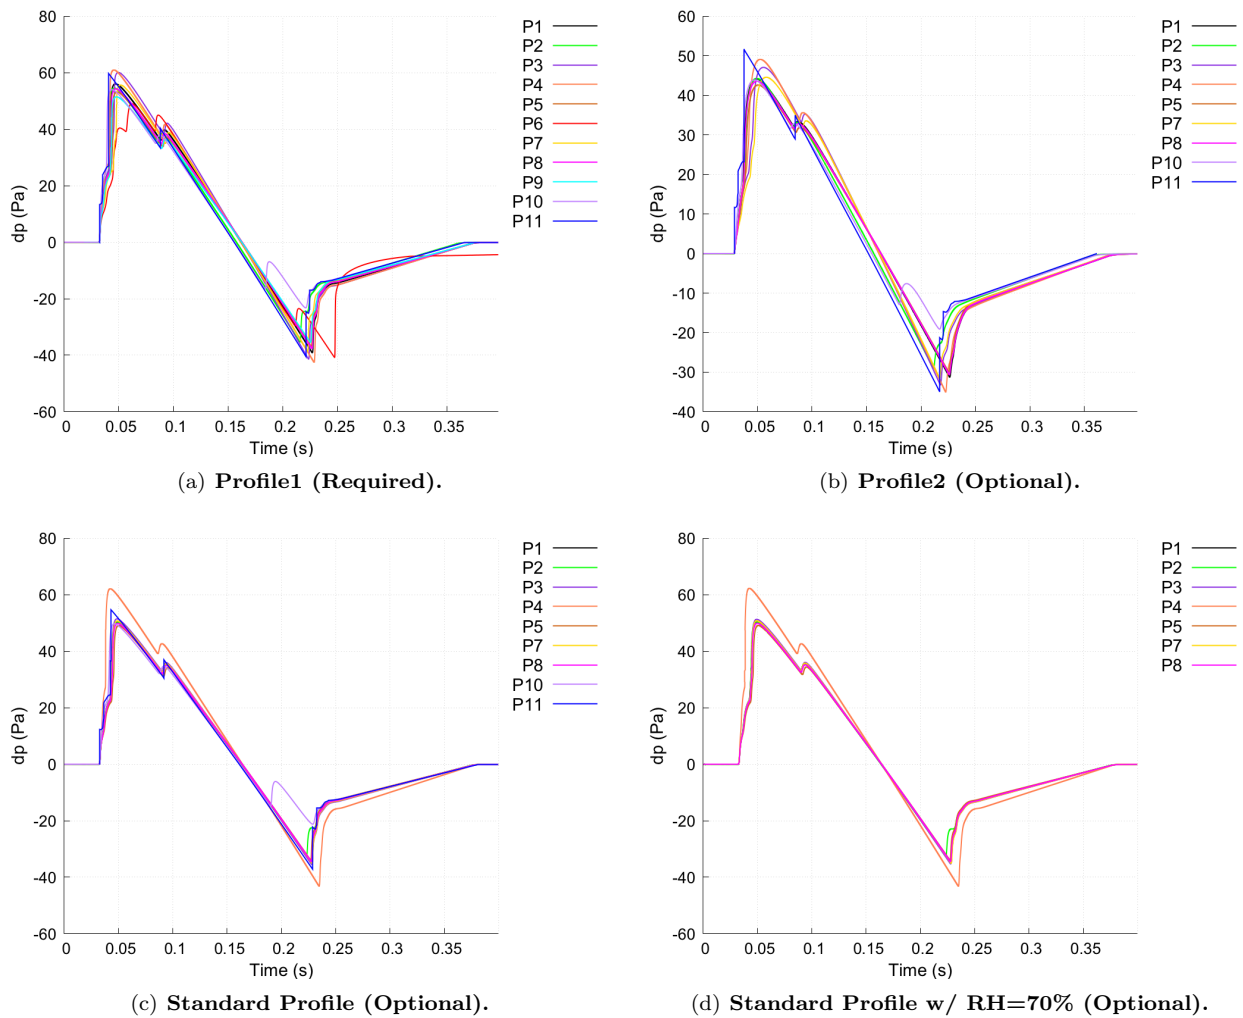 80
60
40
20
0
-20
-40
-60
dp (Pa)
0 0.05 0.1 0.15 0.2 0.25 0.3 0.35
Time (s)
P1
P2
P3
P4
P5
P6
P7
P8
P9
P10
P11
(a) Profile1 (Required).
60
50
40
30
20
10
0
-10
-20
-30
-40
dp (Pa)
0 0.05 0.1 0.15 0.2 0.25 0.3 0.35
Time (s)
P1
P2
P3
P4
P5
P7
P8
P10
P11
(b) Profile2 (Optional).
80
60
40
20
0
-20
-40
-60
dp (Pa)
0 0.05 0.1 0.15 0.2 0.25 0.3 0.35
Time (s)
P1
P2
P3
P4
P5
P7
P8
P10
P11
(c) Standard Profile (Optional).
80
60
40
20
0
-20
-40
-60
dp (Pa)
0 0.05 0.1 0.15 0.2 0.25 0.3 0.35
Time (s)
P1
P2
P3
P4
P5
P7
P8
(d) Standard Profile w/ RH=70% (Optional).